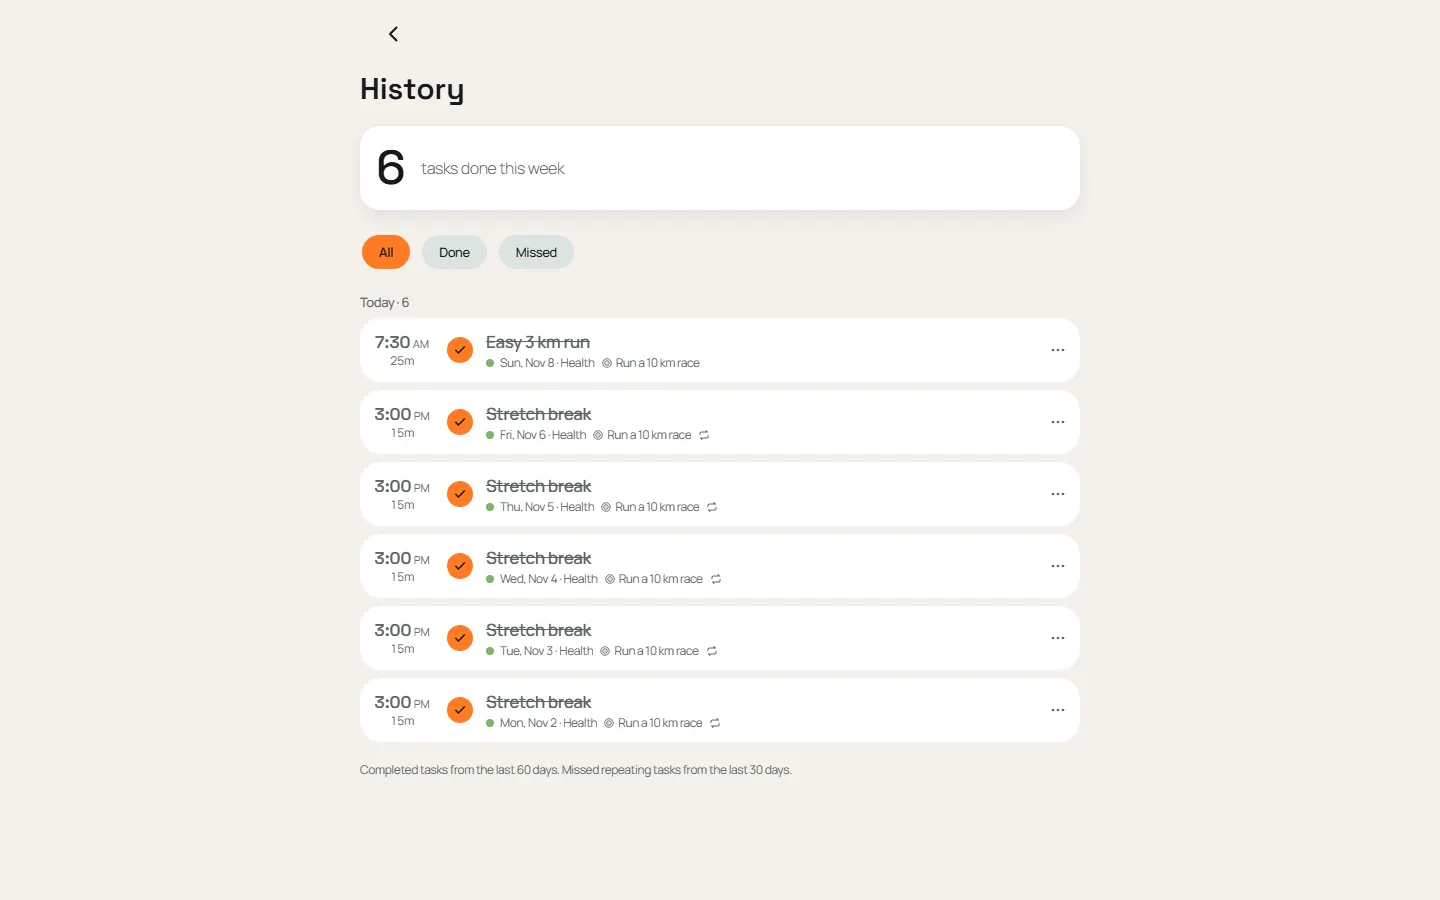 History
6 tasks done this week
All Done Missed
Today · 6
7:30 AM Easy 3 km run
25m Sun, Nov 8 · Health Run a 10 km race
3:00 PM Stretch break
15m Fri, Nov 6 · Health Run a 10 km race
3:00 PM Stretch break
15m Thu, Nov 5 · Health Run a 10 km race
3:00 PM Stretch break
15m Wed, Nov 4 · Health Run a 10 km race
3:00 PM Stretch break
15m Tue, Nov 3 · Health Run a 10 km race
3:00 PM Stretch break
15m Mon, Nov 2 · Health Run a 10 km race
Completed tasks from the last 60 days. Missed repeating tasks from the last 30 days.